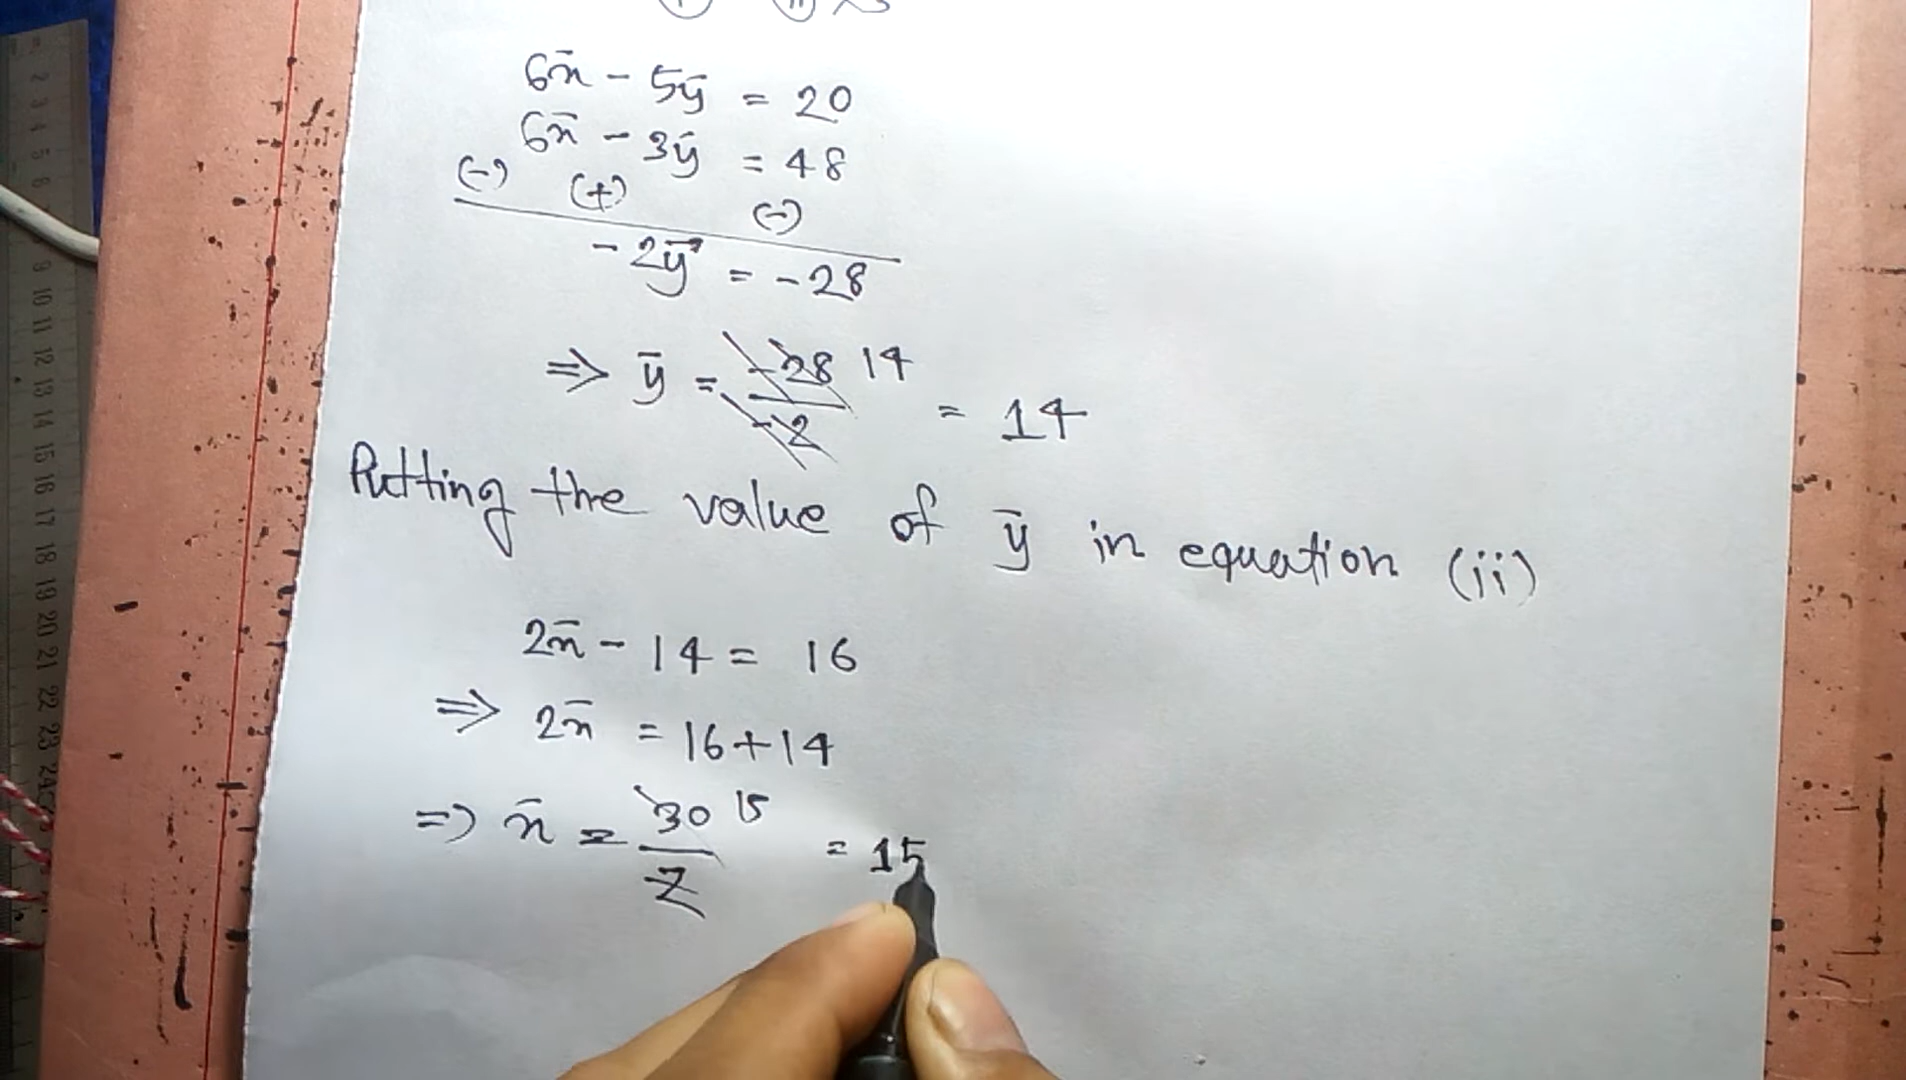 6x̄ - 5ȳ = 20
6x̄ - 3ȳ = 48
(-) (+) (-)
- 2ȳ = -28
⇒ ȳ = -28/-2 14 = 14
Putting the value of ȳ in equation (ii)
2x̄ - 14 = 16
⇒ 2x̄ = 16+14
⇒ x̄ = 30/2 15 = 15